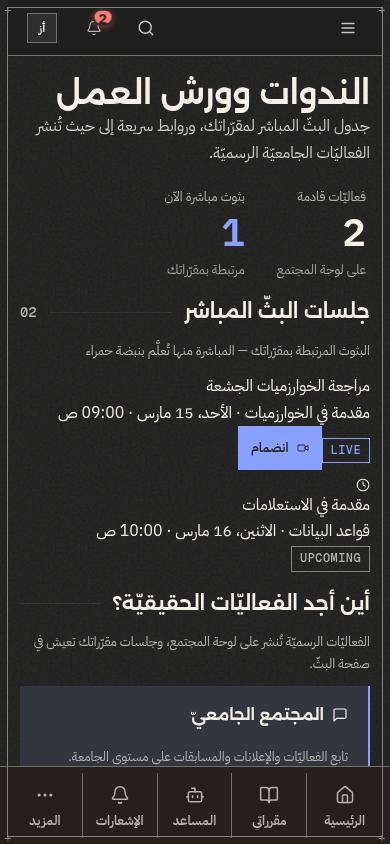 أز
2
الندوات وورش العمل
جدول البثّ المباشر لمقرّراتك، وروابط سريعة إلى حيث تُنشر
الفعاليّات الجامعيّة الرسميّة.
فعاليّات قادمة
2
على لوحة المجتمع
بثوث مباشرة الآن
1
مرتبطة بمقرّراتك
جلسات البثّ المباشر
02
البثوث المرتبطة بمقرّراتك — المباشرة منها تُعلَّم بنبضة حمراء
مراجعة الخوارزميات الجشعة
مقدمة في الخوارزميات · الأحد، 15 مارس · 09:00 ص
LIVE
انضمام
مقدمة في الاستعلامات
قواعد البيانات · الاثنين، 16 مارس · 10:00 ص
UPCOMING
أين أجد الفعاليّات الحقيقيّة؟
الفعاليّات الرسميّة تُنشر على لوحة المجتمع، وجلسات مقرّراتك تعيش في
صفحة البثّ.
المجتمع الجامعيّ
تابع الفعاليّات والإعلانات والمسابقات على مستوى الجامعة.
الرئيسية
مقرراتي
المساعد
الإشعارات
المزيد